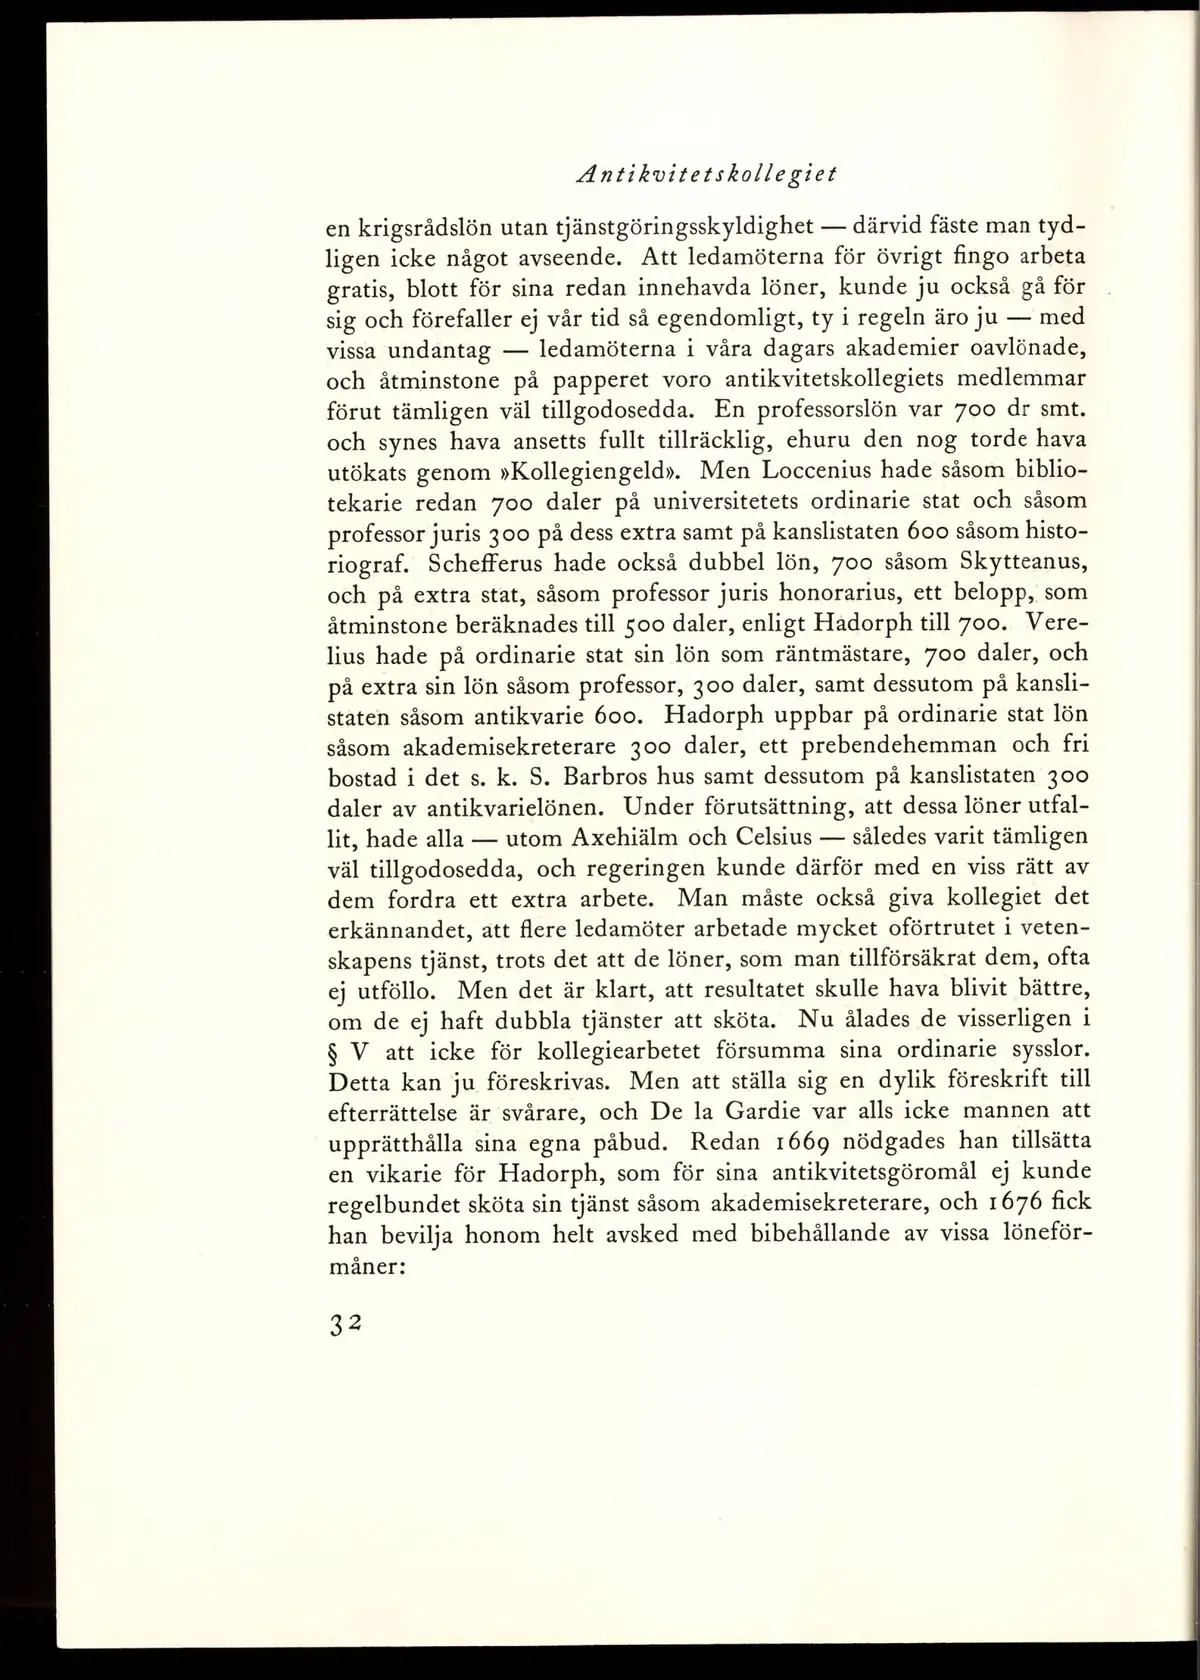 Antikvitetskollegiet
en krigsrådslön utan tjänstgöringsskyldighet — därvid fäste man tyd-
ligen icke något avseende. Att ledamöterna för övrigt fingo arbeta
gratis, blott för sina redan innehavda löner, kunde ju också gå för
sig och förefaller ej vår tid så egendomligt, ty i regeln äro ju — med
vissa undantag — ledamöterna i våra dagars akademier oavlönade,
och åtminstone på papperet voro antikvitetskollegiets medlemmar
förut tämligen väl tillgodosedda. En professorslön var 700 dr smt.
och synes hava ansetts fullt tillräcklig, ehuru den nog torde hava
utökats genom »Kollegiengeld». Men Loccenius hade såsom biblio-
tekarie redan 700 daler på universitetets ordinarie stat och såsom
professor juris 300 på dess extra samt på kanslistaten 600 såsom histo-
riograf. Schefferus hade också dubbel lön, 700 såsom Skytteanus,
och på extra stat, såsom professor juris honorarius, ett belopp, som
åtminstone beräknades till 500 daler, enligt Hadorph till 700. Vere-
lius hade på ordinarie stat sin lön som räntmästare, 700 daler, och
på extra sin lön såsom professor, 300 daler, samt dessutom på kansli-
staten såsom antikvarie 600. Hadorph uppbar på ordinarie stat lön
såsom akademisekreterare 300 daler, ett prebendehemman och fri
bostad i det s. k. S. Barbros hus samt dessutom på kanslistaten 300
daler av antikvarielönen. Under förutsättning, att dessa löner utfal-
lit, hade alla — utom Axehiälm och Celsius — således varit tämligen
väl tillgodosedda, och regeringen kunde därför med en viss rätt av
dem fordra ett extra arbete. Man måste också giva kollegiet det
erkännandet, att flere ledamöter arbetade mycket oförtrutet i veten-
skapens tjänst, trots det att de löner, som man tillförsäkrat dem, ofta
ej utföllo. Men det är klart, att resultatet skulle hava blivit bättre,
om de ej haft dubbla tjänster att sköta. Nu ålades de visserligen i
§ V att icke för kollegiearbetet försumma sina ordinarie sysslor.
Detta kan ju föreskrivas. Men att ställa sig en dylik föreskrift till
efterrättelse är svårare, och De la Gardie var alls icke mannen att
upprätthålla sina egna påbud. Redan 1669 nödgades han tillsätta
en vikarie för Hadorph, som för sina antikvitetsgöromål ej kunde
regelbundet sköta sin tjänst såsom akademisekreterare, och 1676 fick
han bevilja honom helt avsked med bibehållande av vissa löneför-
måner:
32